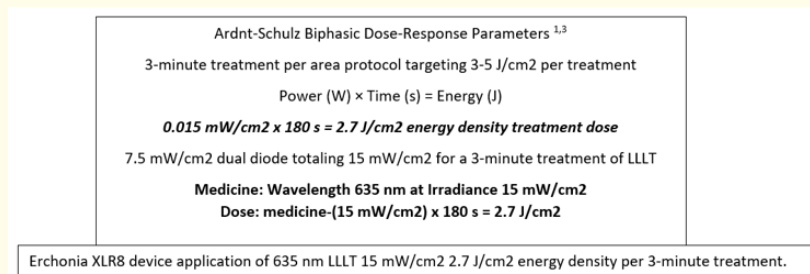 Ardnt-Schulz Biphasic Dose-Response Parameters 1,3
3-minute treatment per area protocol targeting 3-5 J/cm2 per treatment
Power (W) × Time (s) = Energy (J)
0.015 mW/cm2 x 180 s = 2.7 J/cm2 energy density treatment dose
7.5 mW/cm2 dual diode totaling 15 mW/cm2 for a 3-minute treatment of LLLT
Medicine: Wavelength 635 nm at Irradiance 15 mW/cm2
Dose: medicine-(15 mW/cm2) x 180 s = 2.7 J/cm2
Erchonia XLR8 device application of 635 nm LLLT 15 mW/cm2 2.7 J/cm2 energy density per 3-minute treatment.